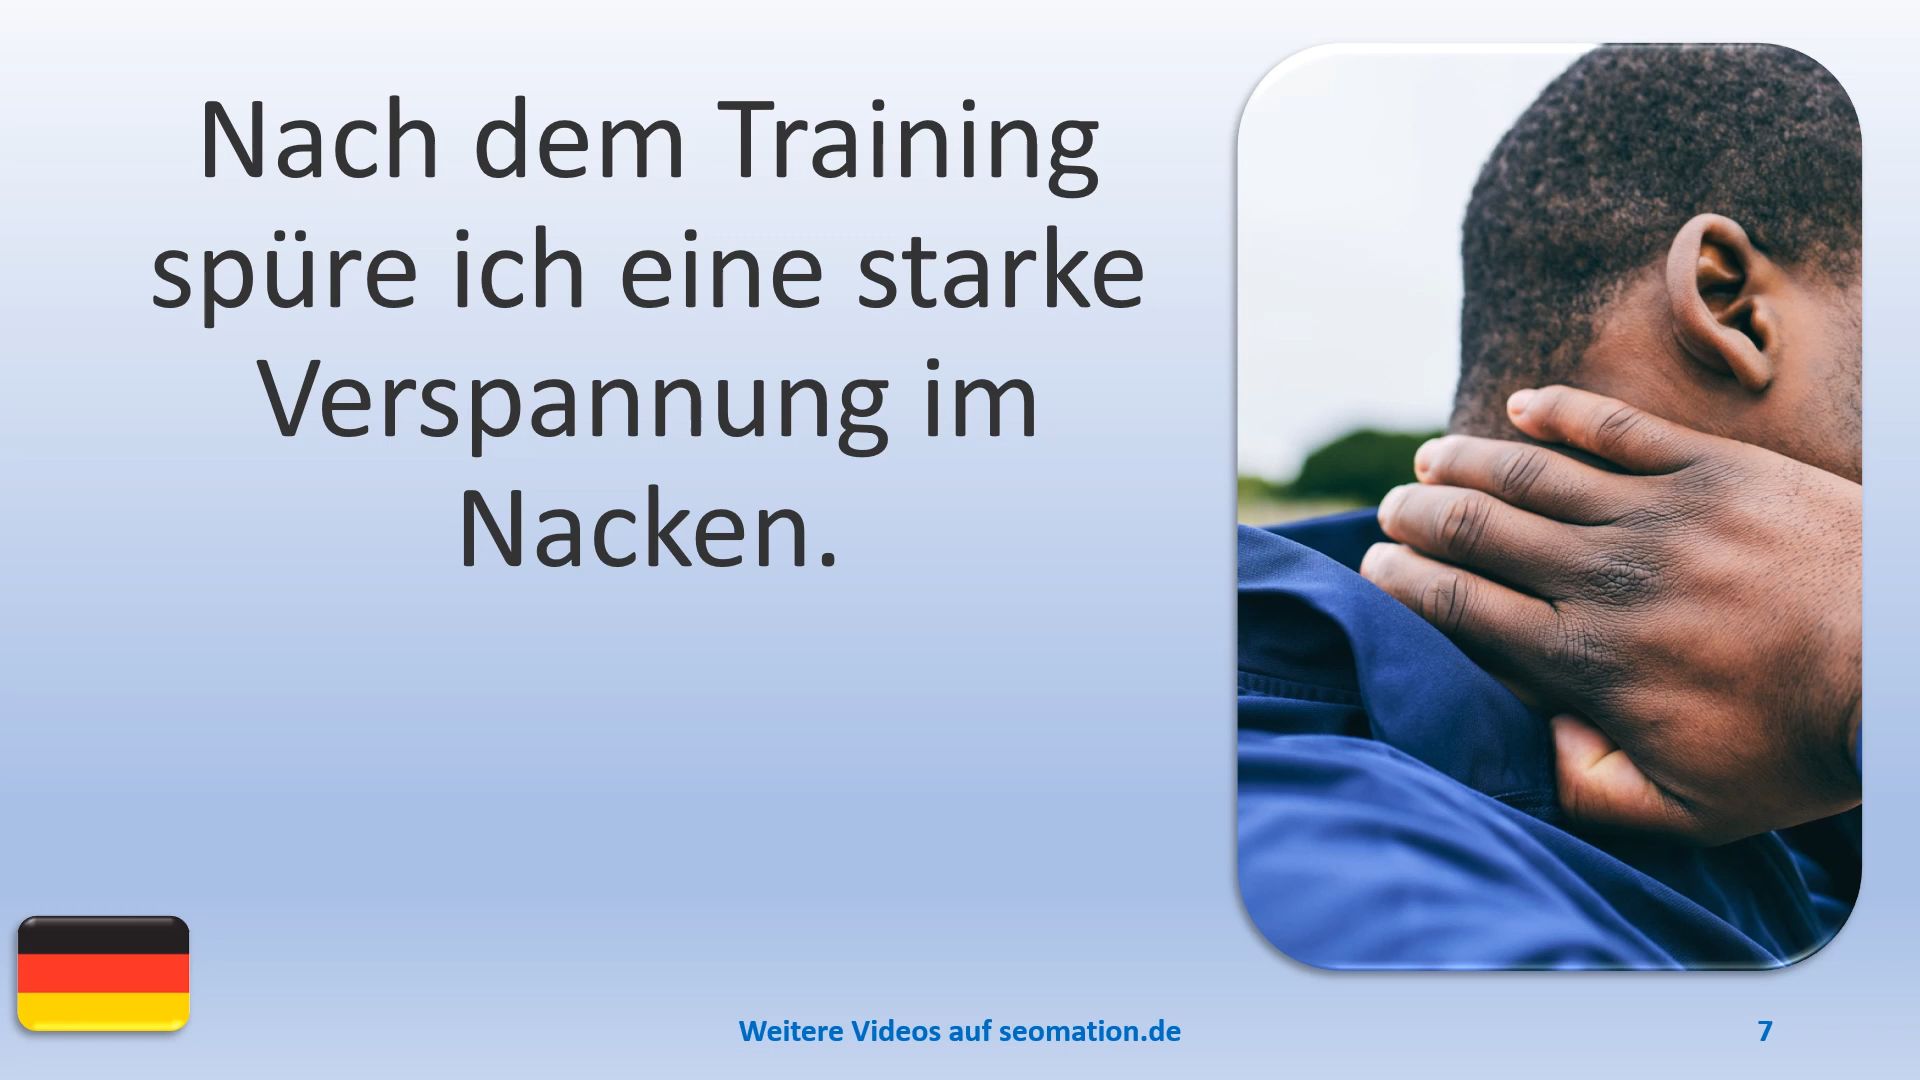 Nach dem Training
spüre ich eine starke
Verspannung im
Nacken.
Weitere Videos auf seomation.de
7